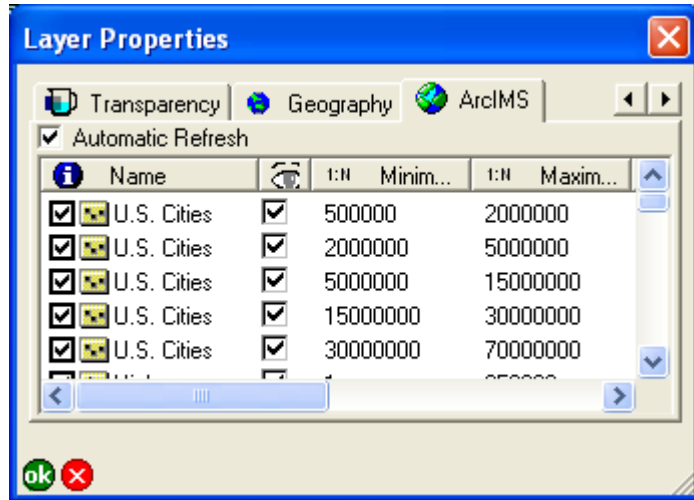 Layer Properties
Transparency Geography ArcIMS
Automatic Refresh
Name 1:N Minim... 1:N Maxim...
U.S. Cities 500000 2000000
U.S. Cities 2000000 5000000
U.S. Cities 5000000 15000000
U.S. Cities 15000000 30000000
U.S. Cities 30000000 70000000
ok